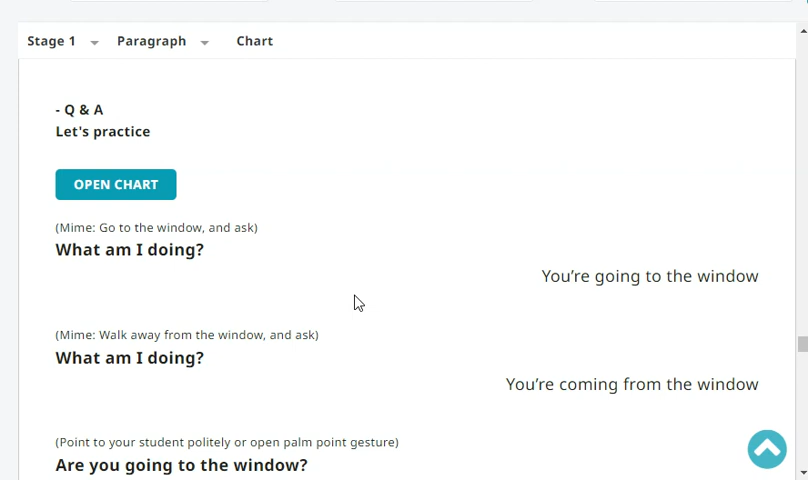 Stage 1 Paragraph Chart
- Q & A
Let's practice
OPEN CHART
(Mime: Go to the window, and ask)
What am I doing?
You’re going to the window
(Mime: Walk away from the window, and ask)
What am I doing?
You’re coming from the window
(Point to your student politely or open palm point gesture)
Are you going to the window?